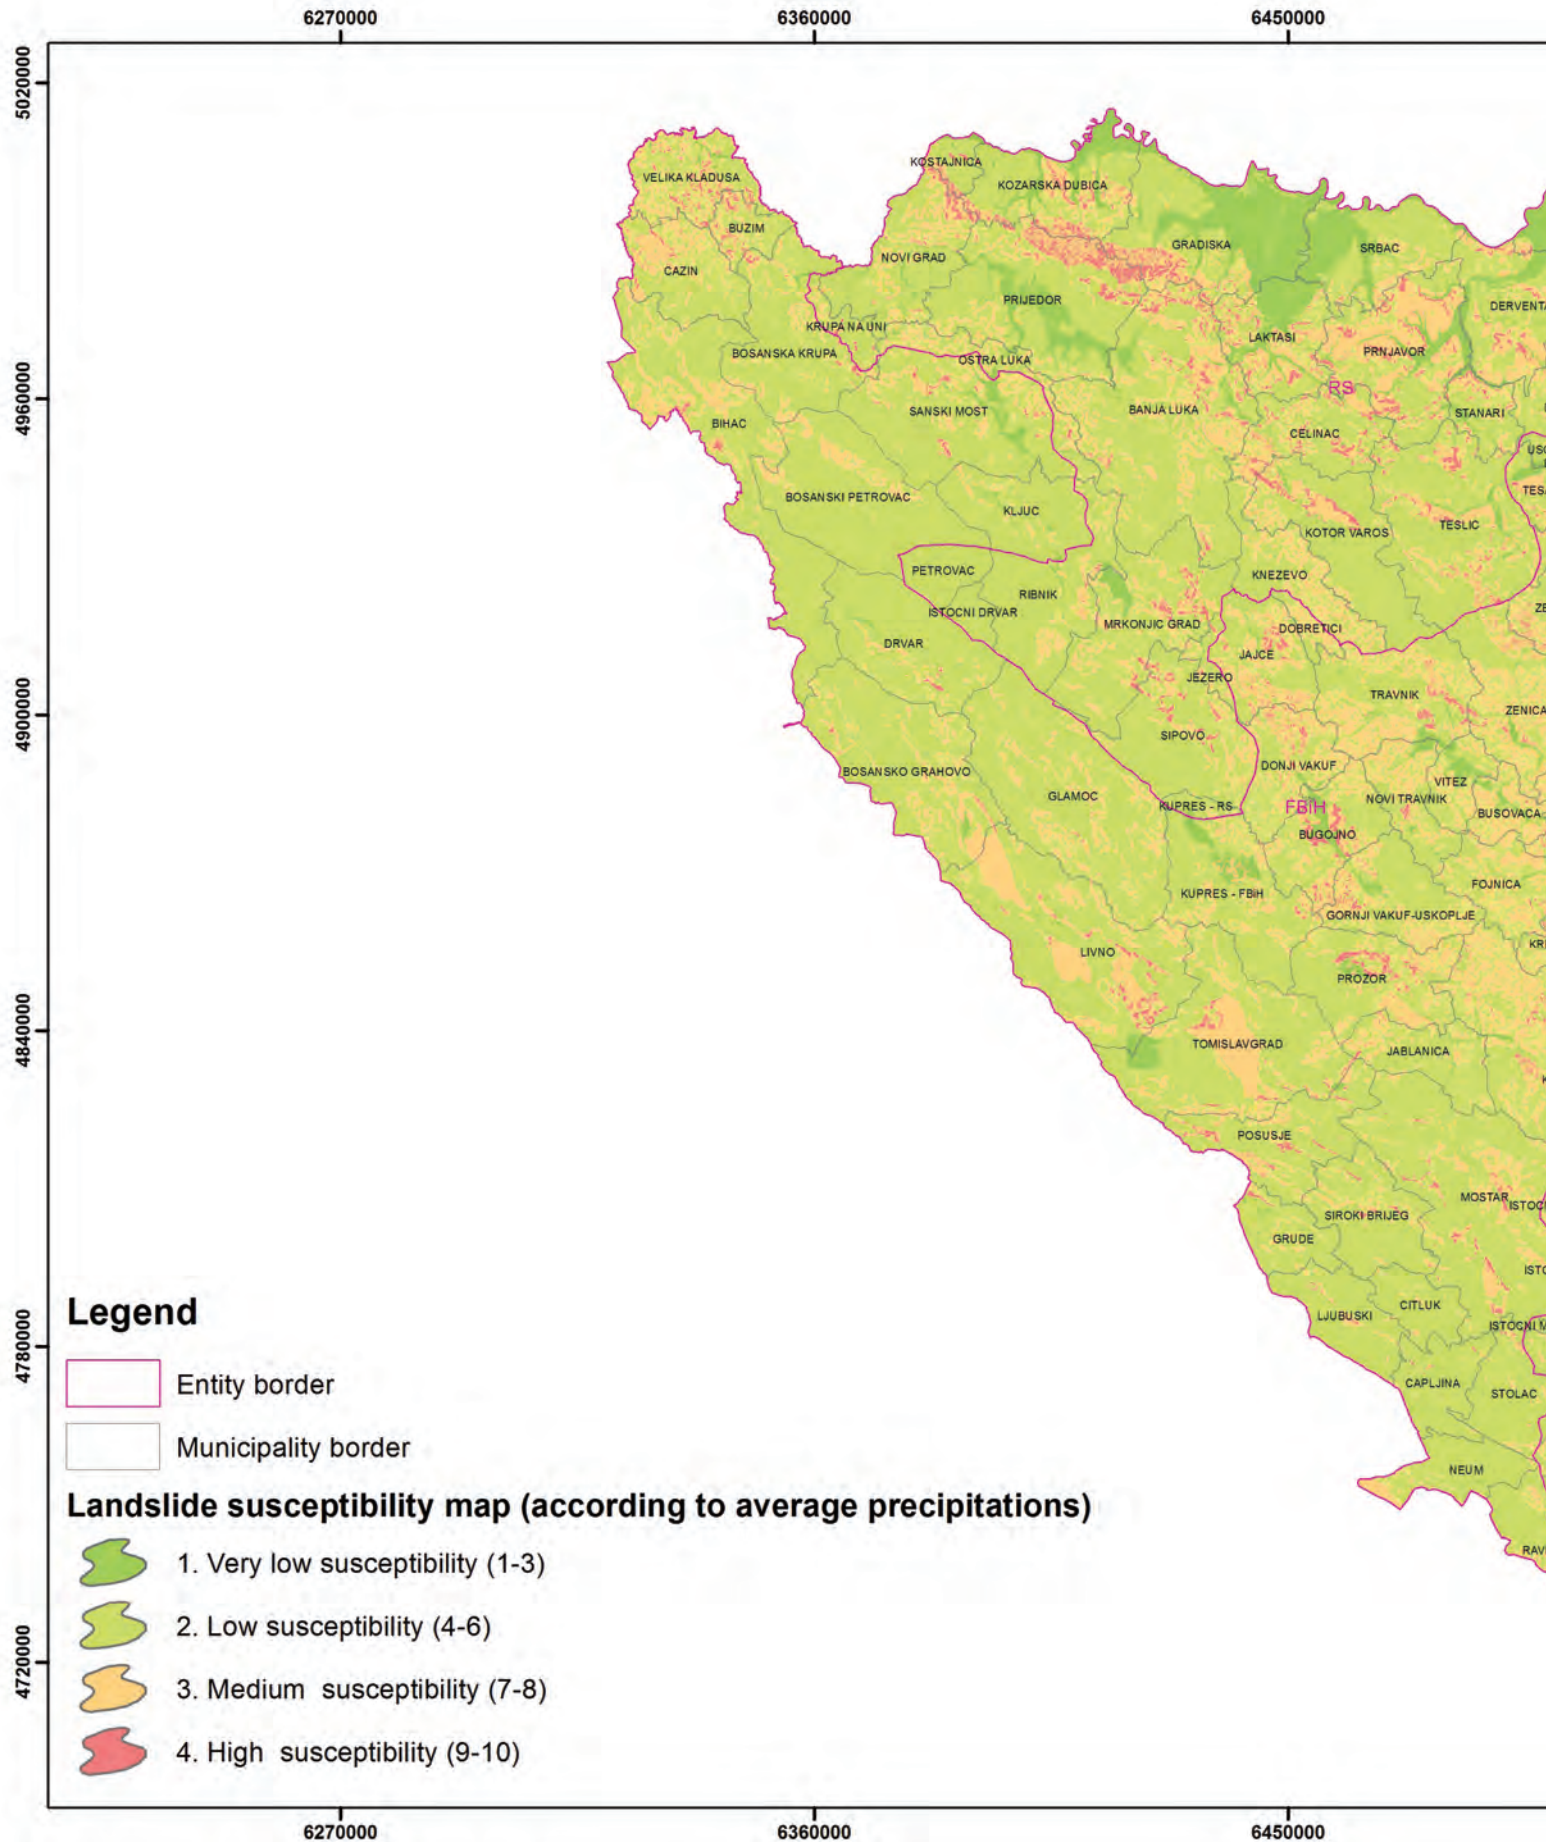 6270000 6360000 6450000
5020000
4960000
4900000
4840000
4780000
4720000
KOSTAJNICA
VELIKA KLADUSA
KOZARSKA DUBICA
BUZIM
GRADISKA
SRBAC
NOVI GRAD
CAZIN
PRIJEDOR
DERVENTA
KRUPA NA UNI
LAKTASI
BOSANSKA KRUPA
PRNJAVOR
OSTRA LUKA
RS
SANSKI MOST
BANJA LUKA
STANARI
BIHAC
CELINAC
BOSANSKI PETROVAC
KLJUC
TESLIC
KOTOR VAROS
PETROVAC
KNEZEVO
RIBNIK
ISTOCNI DRVAR
MRKONJIC GRAD
DOBRETICI
DRVAR
JAJCE
JEZERO
TRAVNIK
ZENICA
SIPOVO
DONJI VAKUF
BOSANSKO GRAHOVO
VITEZ
GLAMOC
NOVI TRAVNIK
KUPRES - RS
FBiH
BUSOVACA
BUGOJNO
FOJNICA
KUPRES - FBiH
GORNJI VAKUF-USKOPLJE
LIVNO
PROZOR
TOMISLAVGRAD
JABLANICA
POSUSJE
MOSTAR
SIROKI BRIJEG
GRUDE
CITLUK
LJUBUSKI
ISTOCNI M
CAPLJINA
STOLAC
NEUM
Legend
Entity border
Municipality border
Landslide susceptibility map (according to average precipitations)
1. Very low susceptibility (1-3)
2. Low susceptibility (4-6)
3. Medium susceptibility (7-8)
4. High susceptibility (9-10)
6270000 6360000 6450000